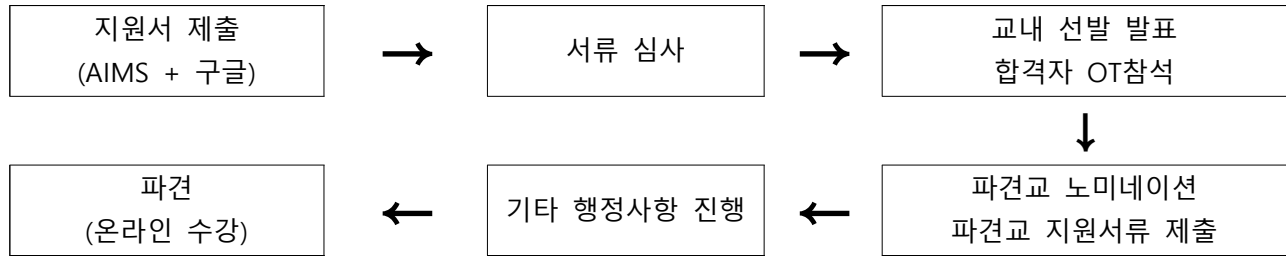 지원서 제출
(AIMS + 구글)
서류 심사
교내 선발 발표
합격자 OT참석
파견교 노미네이션
파견교 지원서류 제출
기타 행정사항 진행
파견
(온라인 수강)